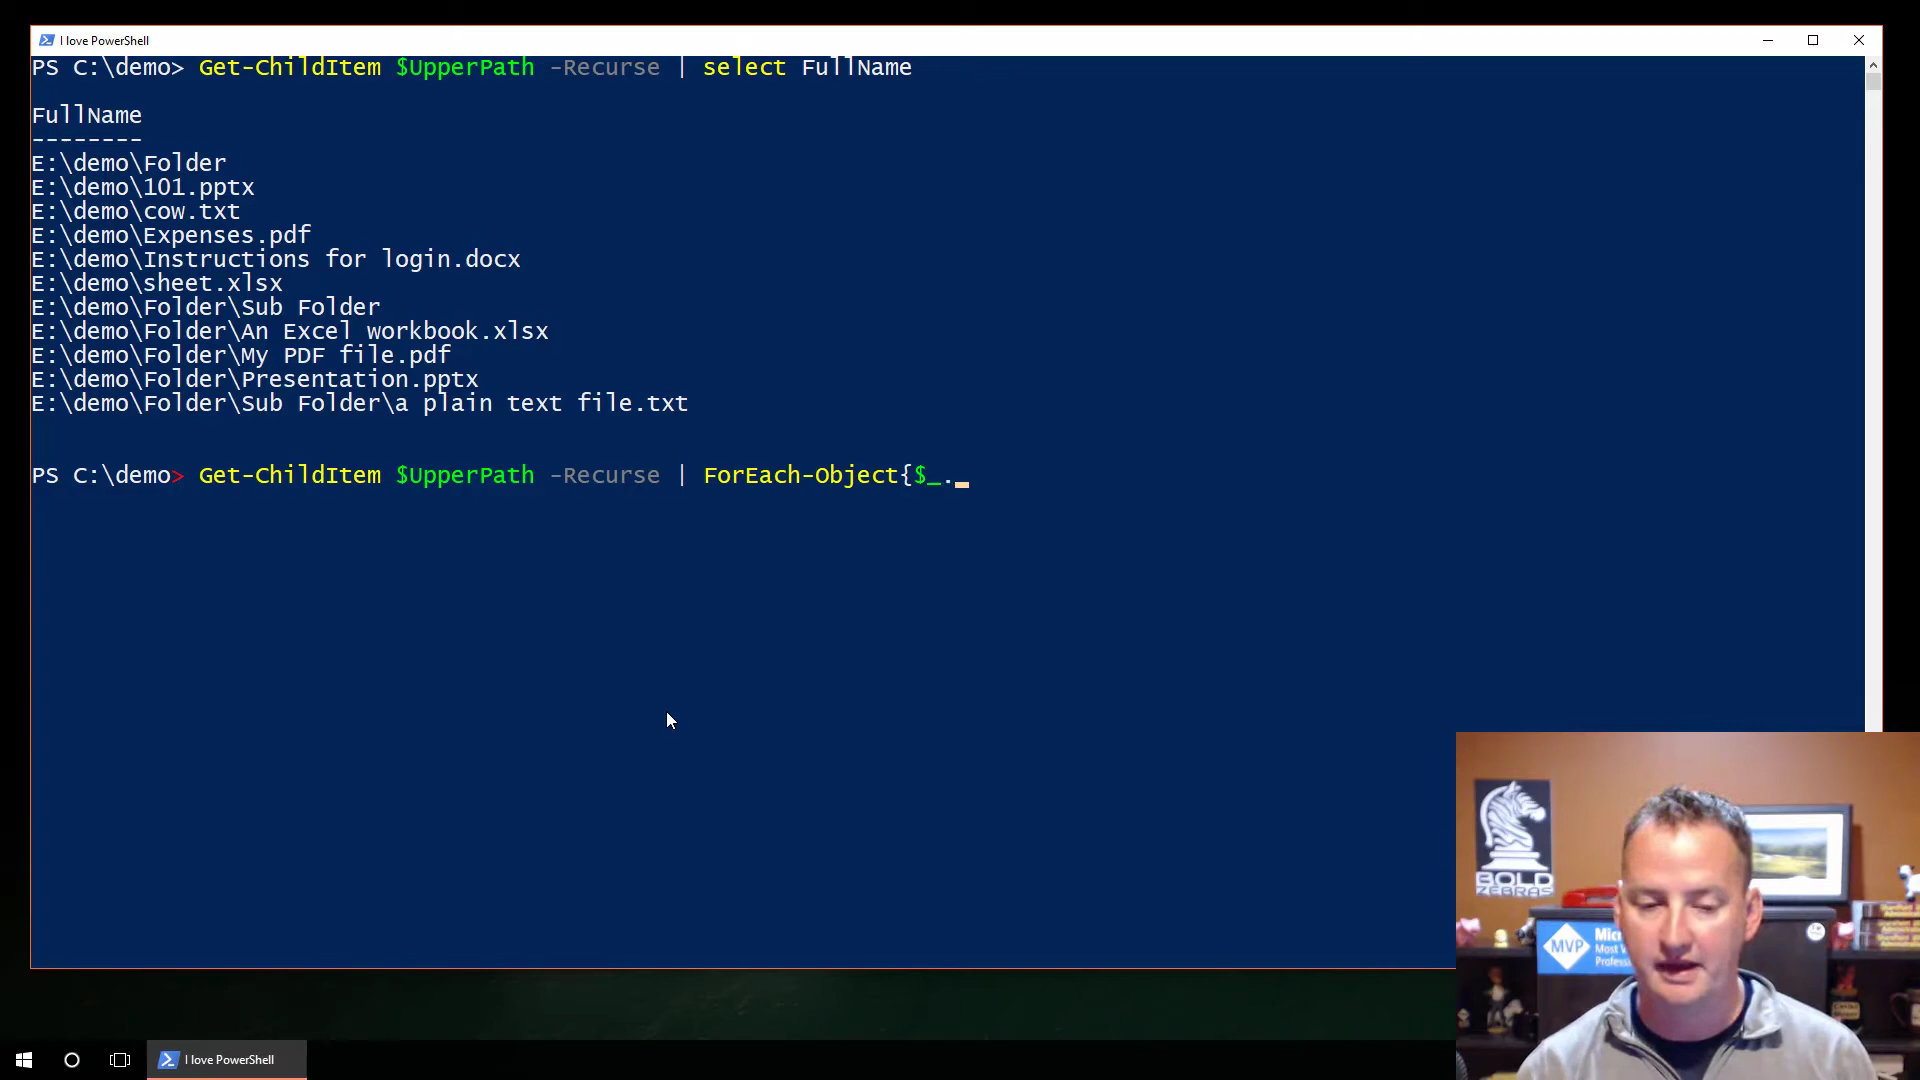 I love PowerShell
PS C:\demo> Get-ChildItem $UpperPath -Recurse | select FullName
FullName
--------
E:\demo\Folder
E:\demo\101.pptx
E:\demo\cow.txt
E:\demo\Expenses.pdf
E:\demo\Instructions for login.docx
E:\demo\sheet.xlsx
E:\demo\Folder\Sub Folder
E:\demo\Folder\An Excel workbook.xlsx
E:\demo\Folder\My PDF file.pdf
E:\demo\Folder\Presentation.pptx
E:\demo\Folder\Sub Folder\a plain text file.txt
PS C:\demo> Get-ChildItem $UpperPath -Recurse | ForEach-Object{$_.
BOLD
ZEBRAS
MVP
Most
I love PowerShell